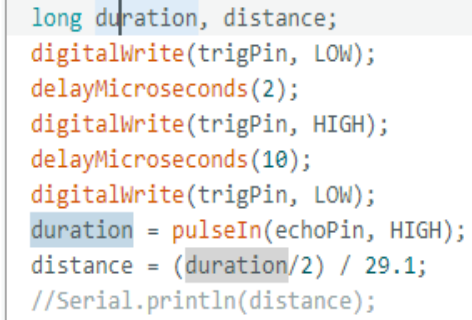 long duration, distance;
digitalWrite(trigPin, LOW);
delayMicroseconds(2);
digitalWrite(trigPin, HIGH);
delayMicroseconds(10);
digitalWrite(trigPin, LOW);
duration = pulseIn(echoPin, HIGH);
distance = (duration/2) / 29.1;
//Serial.println(distance);